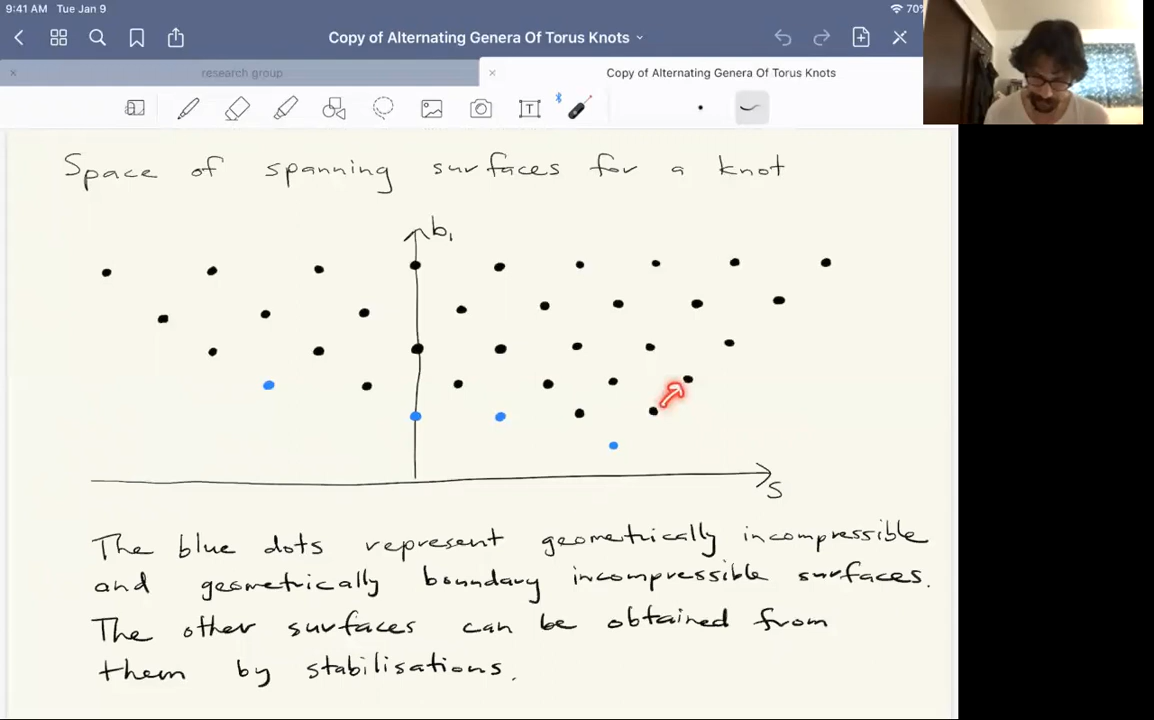 9:41 AM Tue Jan 9
70%
Copy of Alternating Genera Of Torus Knots
research group
Copy of Alternating Genera Of Torus Knots
Space of spanning surfaces for a knot
b₁
s
The blue dots represent geometrically incompressible
and geometrically boundary incompressible surfaces.
The other surfaces can be obtained from
them by stabilisations.